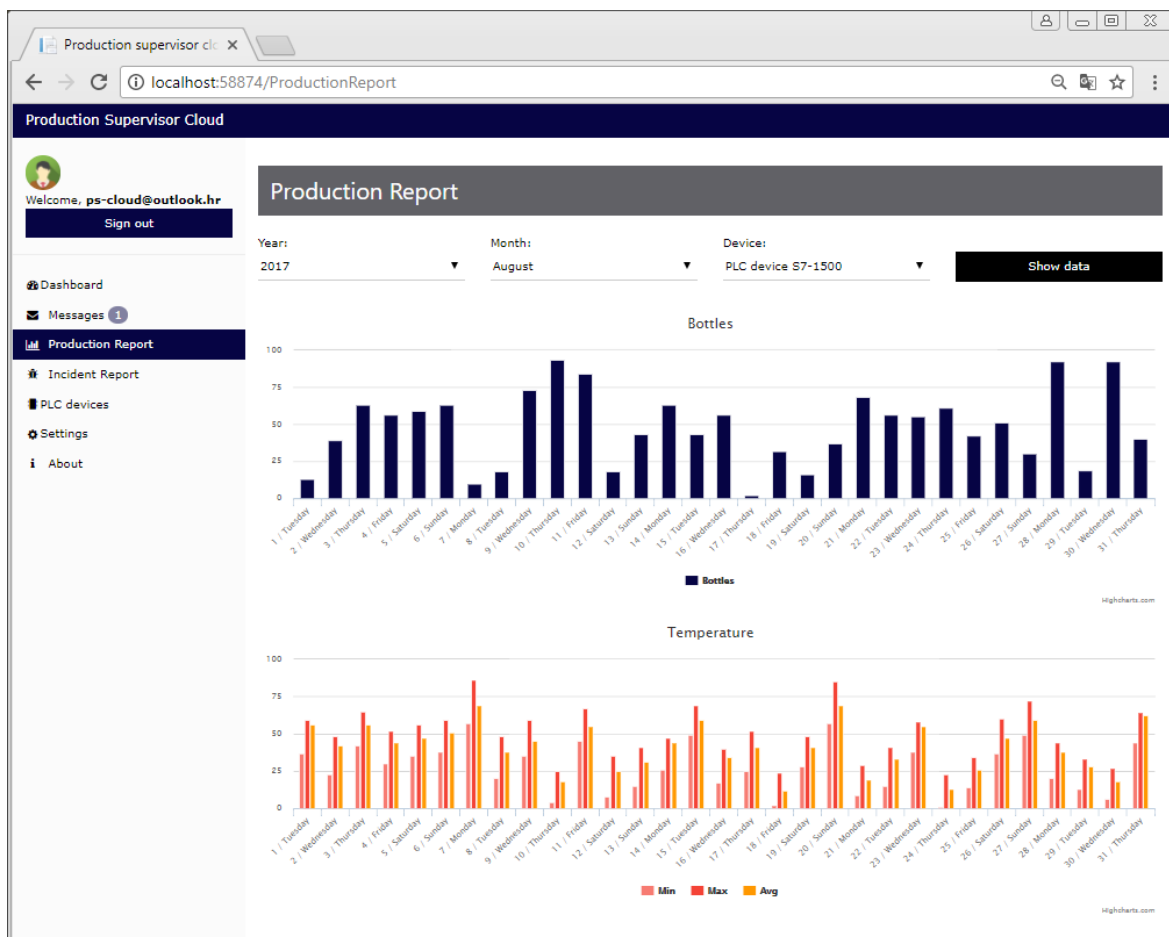 Production supervisor clo
localhost:58874/ProductionReport
Production Supervisor Cloud
Welcome, ps-cloud@outlook.hr
Sign out
Dashboard
Messages 1
Production Report
Incident Report
PLC devices
Settings
About
Production Report
Year: Month: Device:
2017 August PLC device S7-1500 Show data
Bottles
100
75
50
25
0
1 / Tuesday 2 / Wednesday 3 / Thursday 4 / Friday 5 / Saturday 6 / Sunday 7 / Monday 8 / Tuesday 9 / Wednesday 10 / Thursday 11 / Friday 12 / Saturday 13 / Sunday 14 / Monday 15 / Tuesday 16 / Wednesday 17 / Thursday 18 / Friday 19 / Saturday 20 / Sunday 21 / Monday 22 / Tuesday 23 / Wednesday 24 / Thursday 25 / Friday 26 / Saturday 27 / Sunday 28 / Monday 29 / Tuesday 30 / Wednesday 31 / Thursday
Bottles
Highcharts.com
Temperature
100
75
50
25
0
1 / Tuesday 2 / Wednesday 3 / Thursday 4 / Friday 5 / Saturday 6 / Sunday 7 / Monday 8 / Tuesday 9 / Wednesday 10 / Thursday 11 / Friday 12 / Saturday 13 / Sunday 14 / Monday 15 / Tuesday 16 / Wednesday 17 / Thursday 18 / Friday 19 / Saturday 20 / Sunday 21 / Monday 22 / Tuesday 23 / Wednesday 24 / Thursday 25 / Friday 26 / Saturday 27 / Sunday 28 / Monday 29 / Tuesday 30 / Wednesday 31 / Thursday
Min Max Avg
Highcharts.com